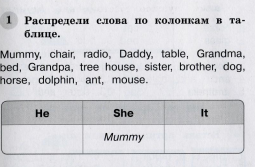 1 Распредели слова по колонкам в та-
блице.
Mummy, chair, radio, Daddy, table, Grandma,
bed, Grandpa, tree house, sister, brother, dog,
horse, dolphin, ant, mouse.
He She It
Mummy